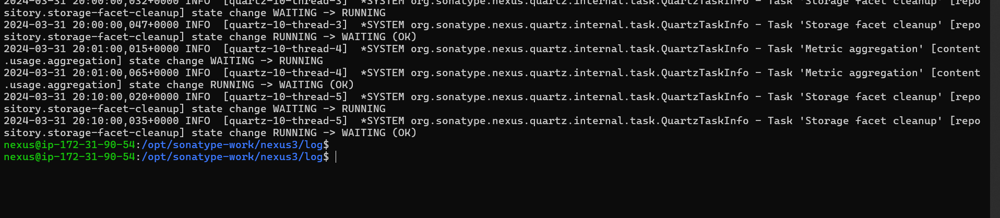 2024-03-31 20:00:00,032+0000 INFO  [quartz-10-thread-3]  *SYSTEM org.sonatype.nexus.quartz.internal.task.QuartzTaskInfo - Task 'Storage facet cleanup' [repo
sitory.storage-facet-cleanup] state change WAITING -> RUNNING
2024-03-31 20:00:00,047+0000 INFO  [quartz-10-thread-3]  *SYSTEM org.sonatype.nexus.quartz.internal.task.QuartzTaskInfo - Task 'Storage facet cleanup' [repo
sitory.storage-facet-cleanup] state change RUNNING -> WAITING (OK)
2024-03-31 20:01:00,015+0000 INFO  [quartz-10-thread-4]  *SYSTEM org.sonatype.nexus.quartz.internal.task.QuartzTaskInfo - Task 'Metric aggregation' [content
.usage.aggregation] state change WAITING -> RUNNING
2024-03-31 20:01:00,065+0000 INFO  [quartz-10-thread-4]  *SYSTEM org.sonatype.nexus.quartz.internal.task.QuartzTaskInfo - Task 'Metric aggregation' [content
.usage.aggregation] state change RUNNING -> WAITING (OK)
2024-03-31 20:10:00,020+0000 INFO  [quartz-10-thread-5]  *SYSTEM org.sonatype.nexus.quartz.internal.task.QuartzTaskInfo - Task 'Storage facet cleanup' [repo
sitory.storage-facet-cleanup] state change WAITING -> RUNNING
2024-03-31 20:10:00,035+0000 INFO  [quartz-10-thread-5]  *SYSTEM org.sonatype.nexus.quartz.internal.task.QuartzTaskInfo - Task 'Storage facet cleanup' [repo
sitory.storage-facet-cleanup] state change RUNNING -> WAITING (OK)
nexus@ip-172-31-90-54:/opt/sonatype-work/nexus3/log$
nexus@ip-172-31-90-54:/opt/sonatype-work/nexus3/log$